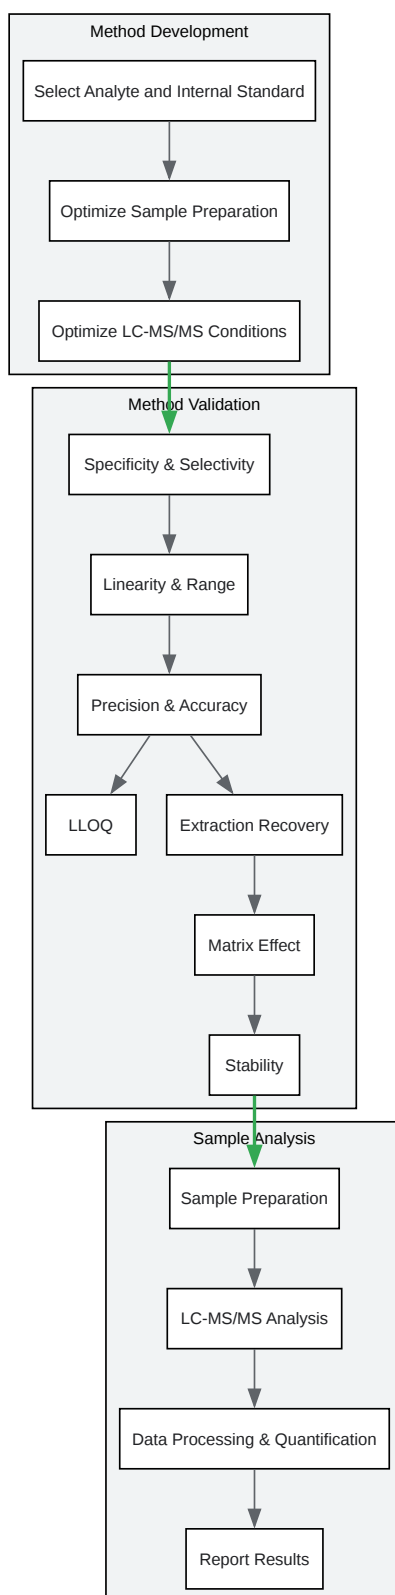 Method Development
Select Analyte and Internal Standard
Optimize Sample Preparation
Optimize LC-MS/MS Conditions
Method Validation
Specificity & Selectivity
Linearity & Range
Precision & Accuracy
LLOQ
Extraction Recovery
Matrix Effect
Stability
Sample Analysis
Sample Preparation
LC-MS/MS Analysis
Data Processing & Quantification
Report Results